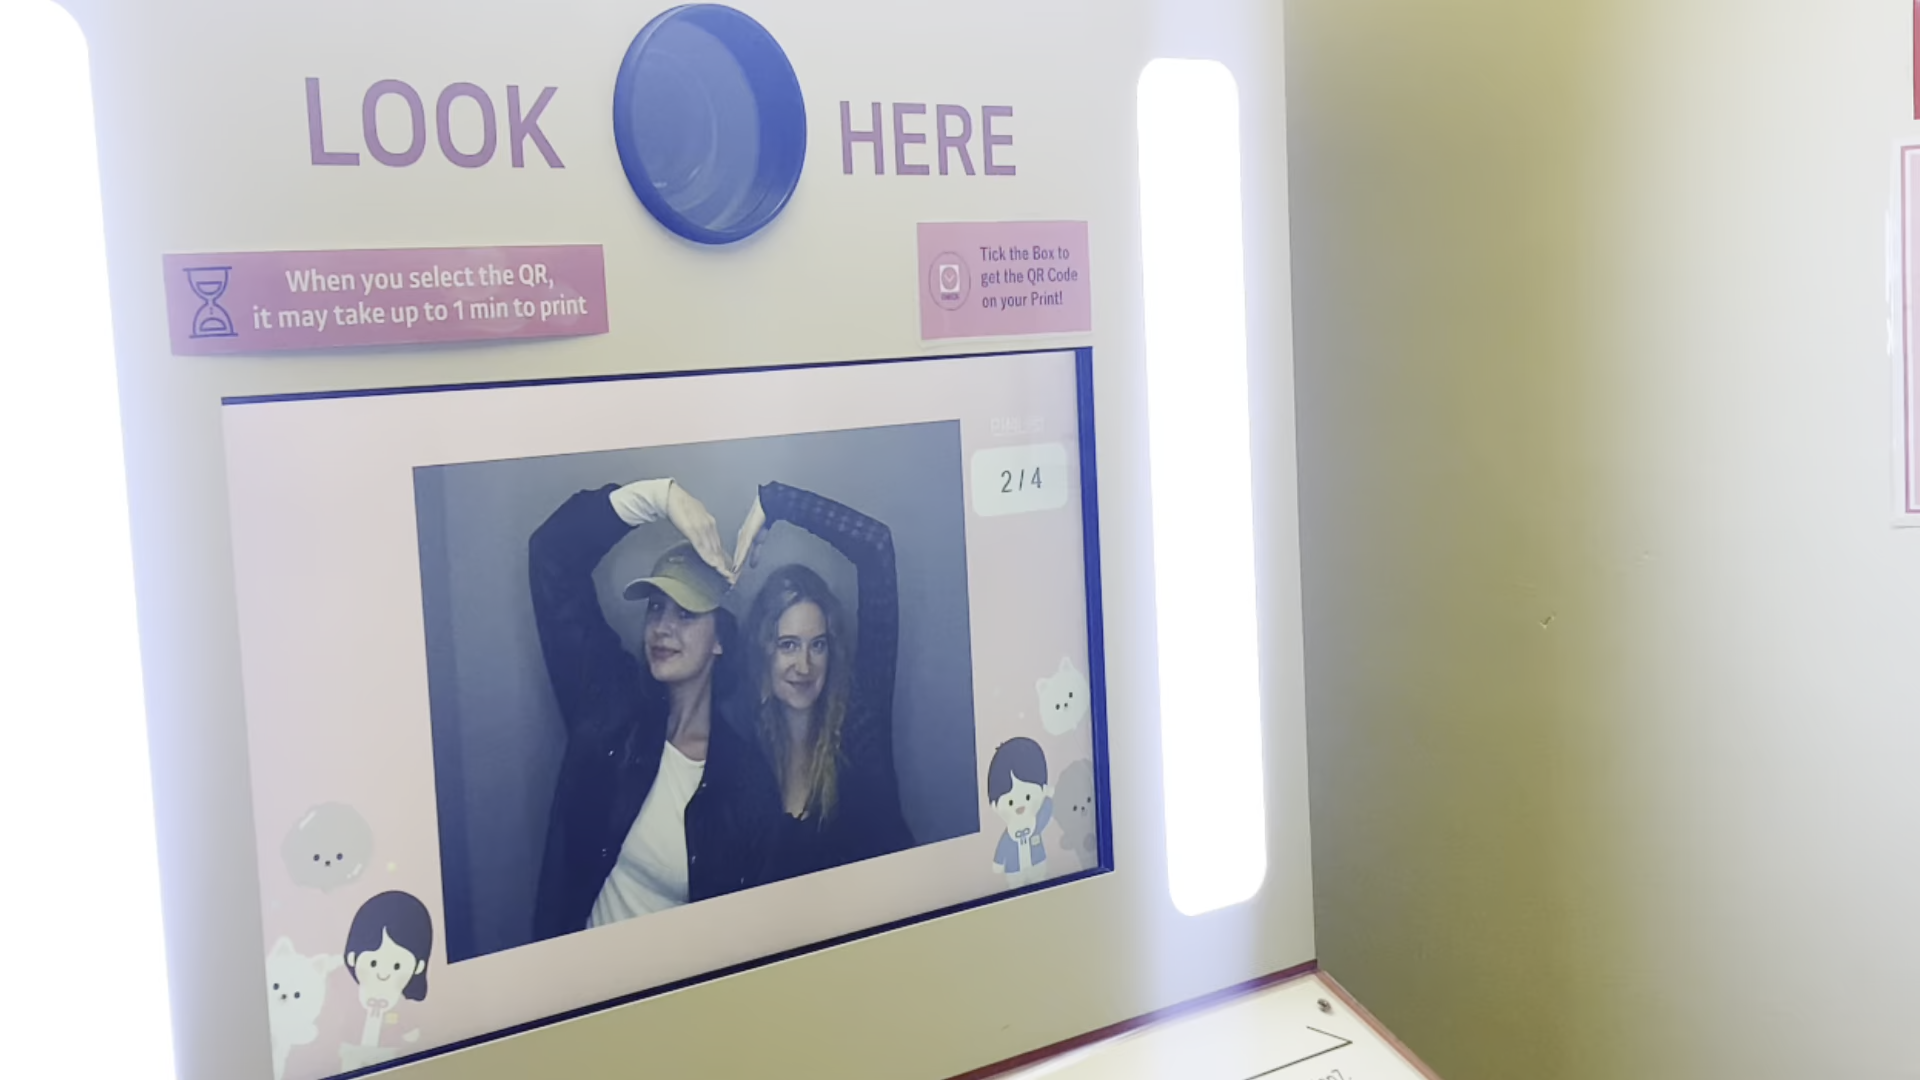 LOOK HERE
When you select the QR,
it may take up to 1 min to print
Tick the Box to
get the QR Code
on your Print!
2 / 4